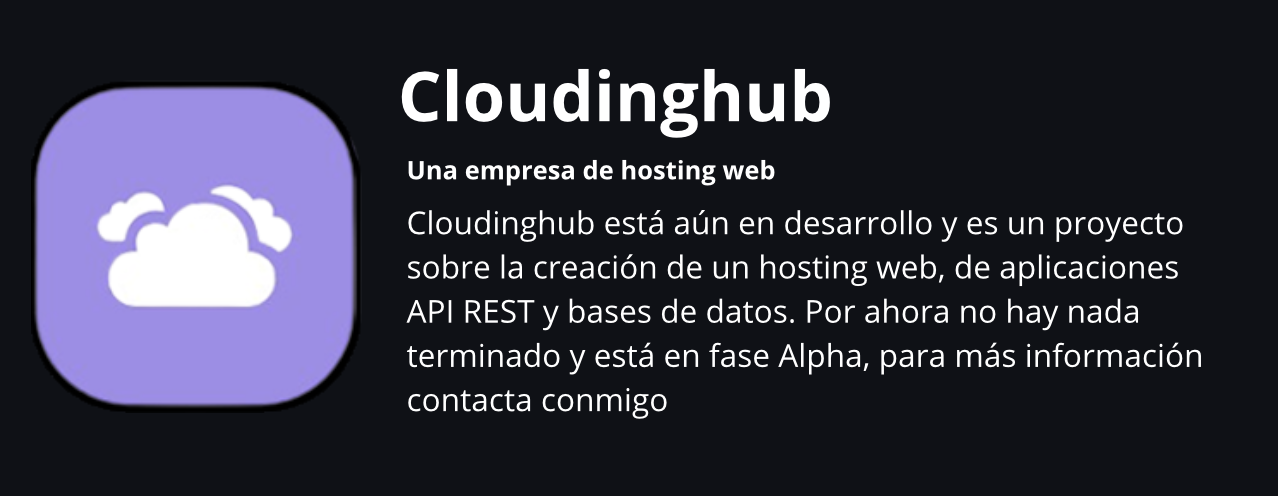 Cloudinghub
Una empresa de hosting web
Cloudinghub está aún en desarrollo y es un proyecto
sobre la creación de un hosting web, de aplicaciones
API REST y bases de datos. Por ahora no hay nada
terminado y está en fase Alpha, para más información
contacta conmigo